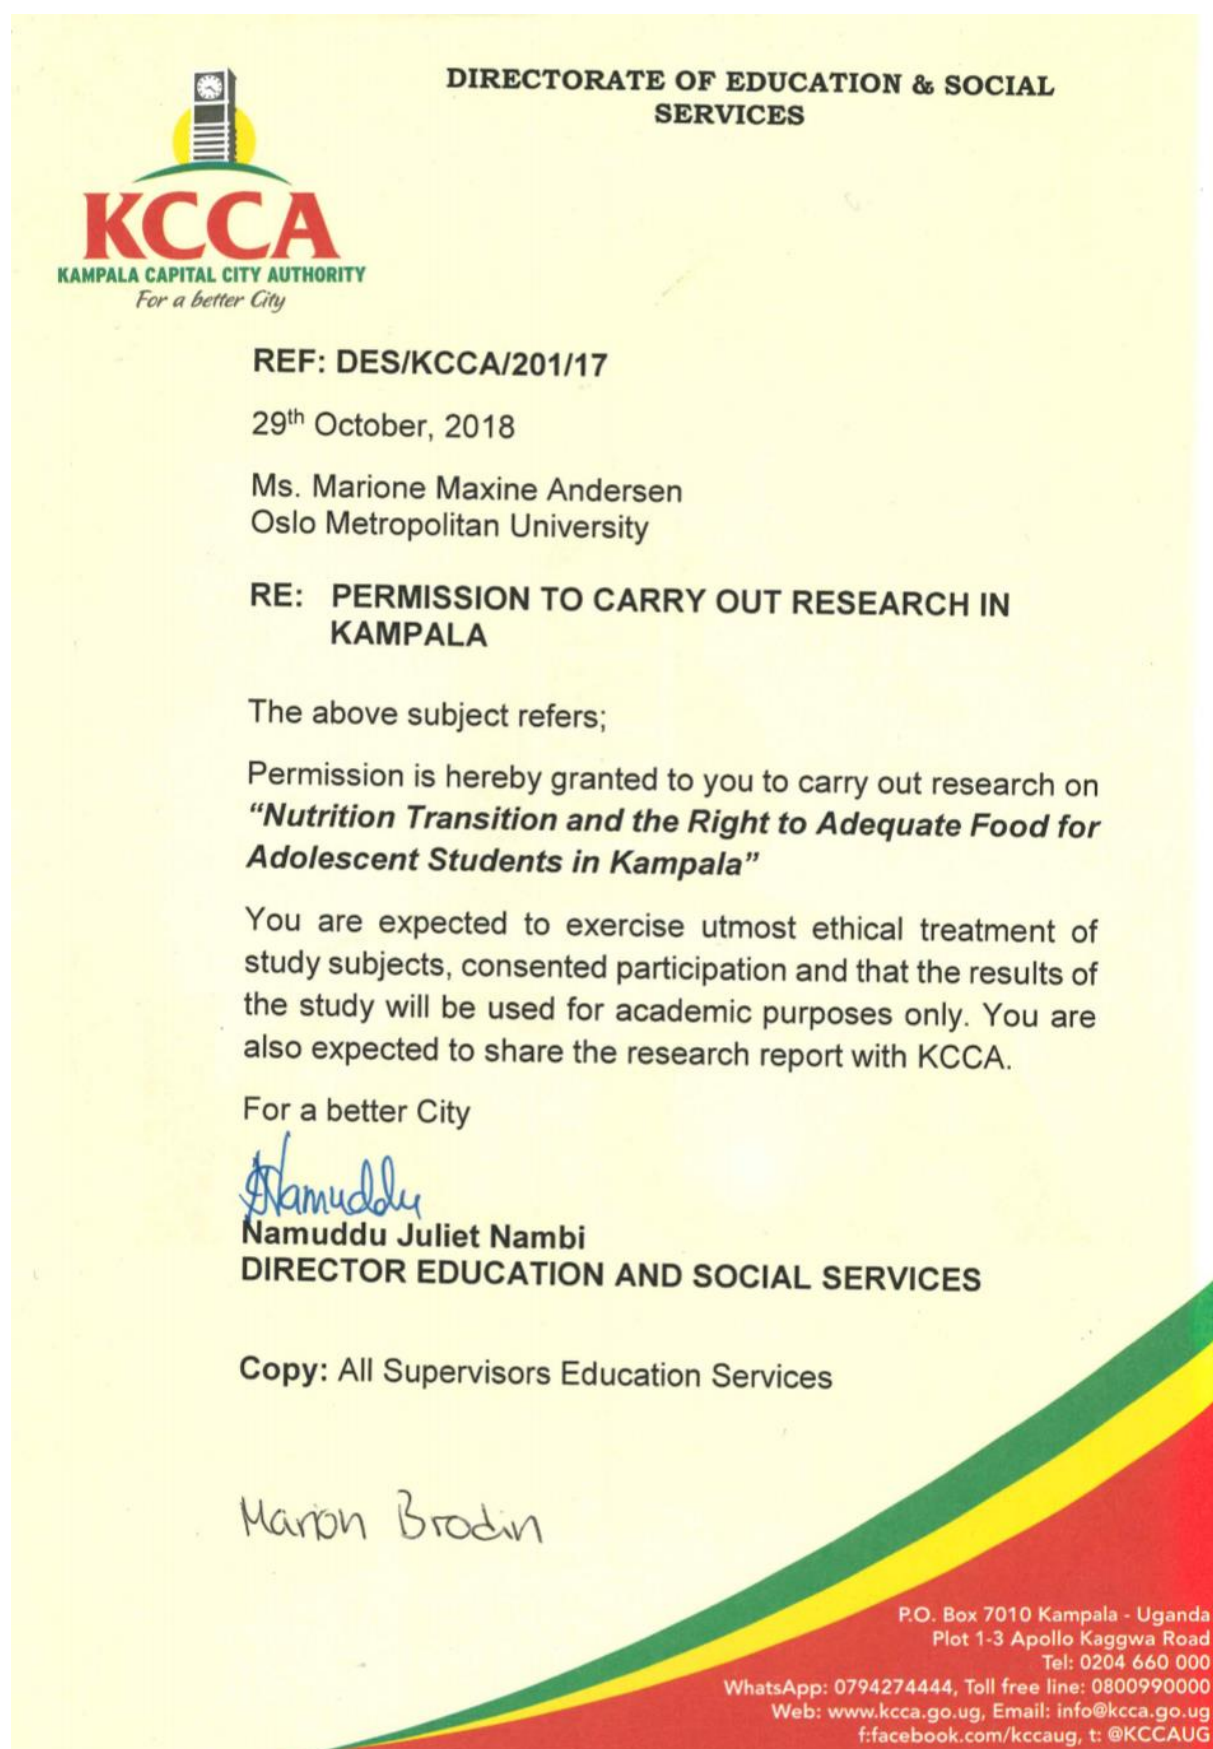 DIRECTORATE OF EDUCATION & SOCIAL
SERVICES
KCCA
KAMPALA CAPITAL CITY AUTHORITY
For a better City
REF: DES/KCCA/201/17
29th October, 2018
Ms. Marione Maxine Andersen
Oslo Metropolitan University
RE: PERMISSION TO CARRY OUT RESEARCH IN
KAMPALA
The above subject refers;
Permission is hereby granted to you to carry out research on
“Nutrition Transition and the Right to Adequate Food for
Adolescent Students in Kampala”
You are expected to exercise utmost ethical treatment of
study subjects, consented participation and that the results of
the study will be used for academic purposes only. You are
also expected to share the research report with KCCA.
For a better City
Namuddu
Namuddu Juliet Nambi
DIRECTOR EDUCATION AND SOCIAL SERVICES
Copy: All Supervisors Education Services
Marion Brodin
P.O. Box 7010 Kampala - Uganda
Plot 1-3 Apollo Kaggwa Road
Tel: 0204 660 000
WhatsApp: 0794274444, Toll free line: 0800990000
Web: www.kcca.go.ug, Email: info@kcca.go.ug
f:facebook.com/kccaug, t: @KCCAUG